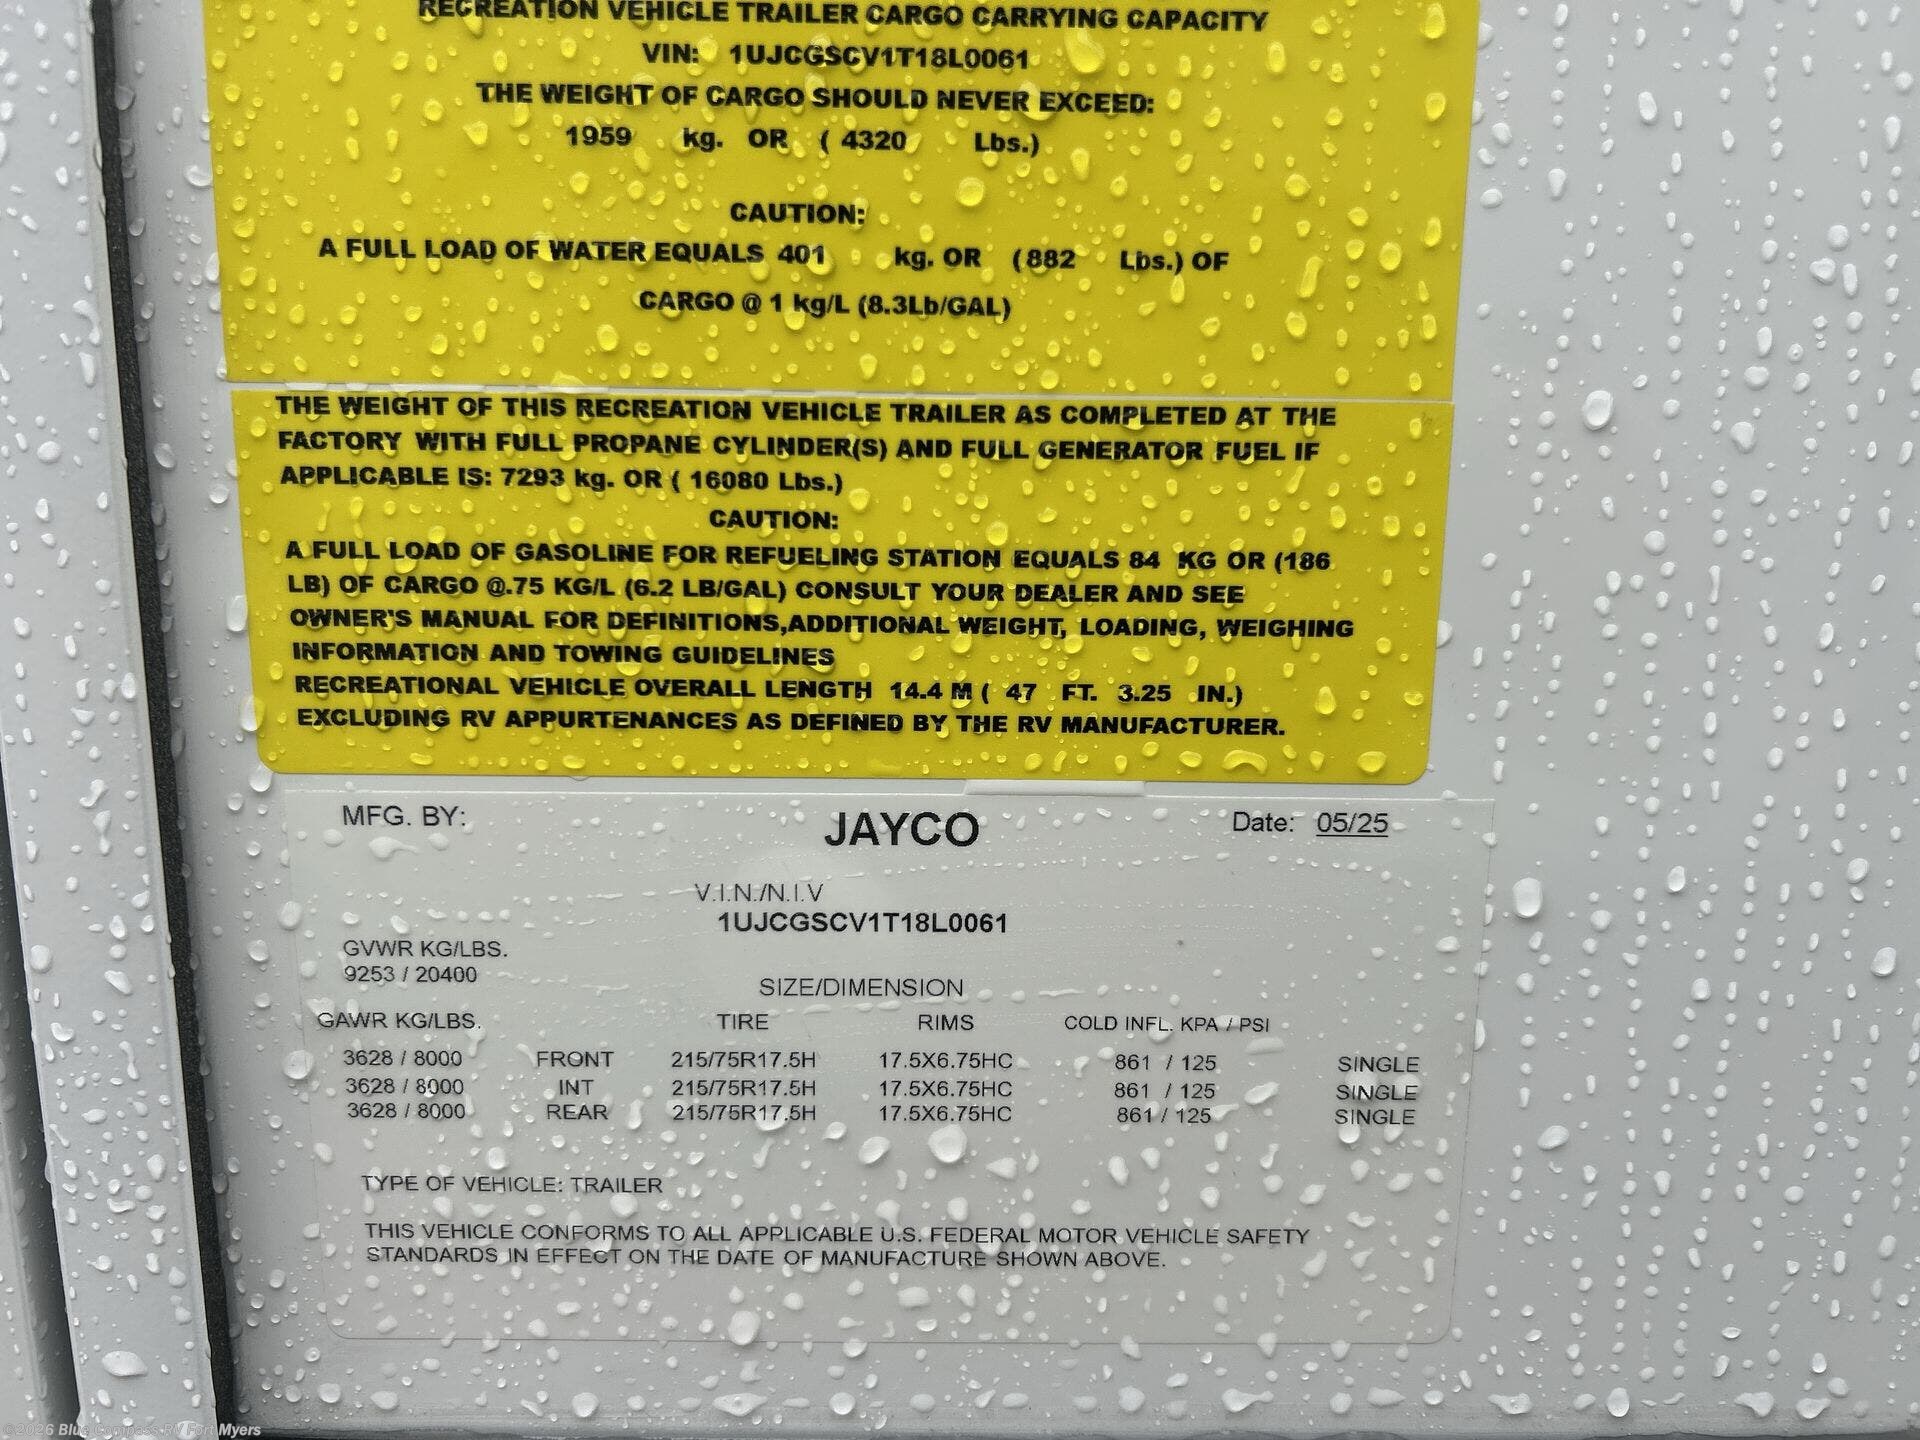 RECREATION VEHICLE TRAILER CARGO CARRYING CAPACITY
VIN: 1UJCGSCV1T18L0061
THE WEIGHT OF CARGO SHOULD NEVER EXCEED:
1959 kg. OR ( 4320 Lbs.)
CAUTION:
A FULL LOAD OF WATER EQUALS 401 kg. OR (882 Lbs.) OF
CARGO @ 1 kg/L (8.3Lb/GAL)
THE WEIGHT OF THIS RECREATION VEHICLE TRAILER AS COMPLETED AT THE
FACTORY WITH FULL PROPANE CYLINDER(S) AND FULL GENERATOR FUEL IF
APPLICABLE IS: 7293 kg. OR ( 16080 Lbs.)
CAUTION:
A FULL LOAD OF GASOLINE FOR REFUELING STATION EQUALS 84 KG OR (186
LB) OF CARGO @.75 KG/L (6.2 LB/GAL) CONSULT YOUR DEALER AND SEE
OWNER'S MANUAL FOR DEFINITIONS,ADDITIONAL WEIGHT, LOADING, WEIGHING
INFORMATION AND TOWING GUIDELINES
RECREATIONAL VEHICLE OVERALL LENGTH 14.4 M ( 47 FT. 3.25 IN.)
EXCLUDING RV APPURTENANCES AS DEFINED BY THE RV MANUFACTURER.
MFG. BY: JAYCO Date: 05/25
V.I.N./N.I.V
1UJCGSCV1T18L0061
GVWR KG/LBS.
9253 / 20400
SIZE/DIMENSION
GAWR KG/LBS. TIRE RIMS COLD INFL. KPA / PSI
3628 / 8000 FRONT 215/75R17.5H 17.5X6.75HC 861 / 125 SINGLE
3628 / 8000 INT 215/75R17.5H 17.5X6.75HC 861 / 125 SINGLE
3628 / 8000 REAR 215/75R17.5H 17.5X6.75HC 861 / 125 SINGLE
TYPE OF VEHICLE: TRAILER
THIS VEHICLE CONFORMS TO ALL APPLICABLE U.S. FEDERAL MOTOR VEHICLE SAFETY
STANDARDS IN EFFECT ON THE DATE OF MANUFACTURE SHOWN ABOVE.
©2026 Blue Compass RV Fort Myers